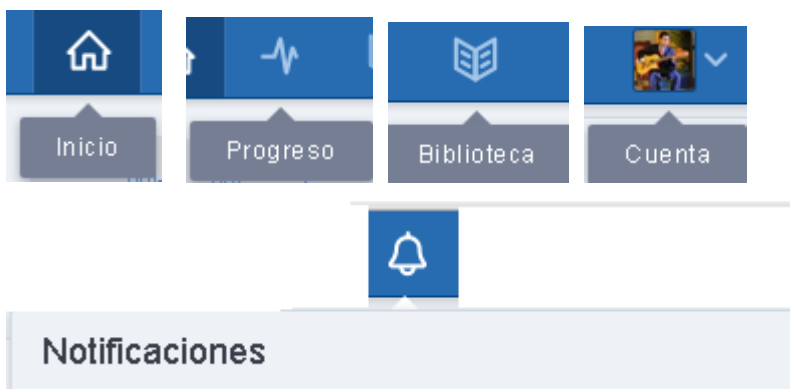 Inicio
Progreso
Biblioteca
Cuenta
Notificaciones